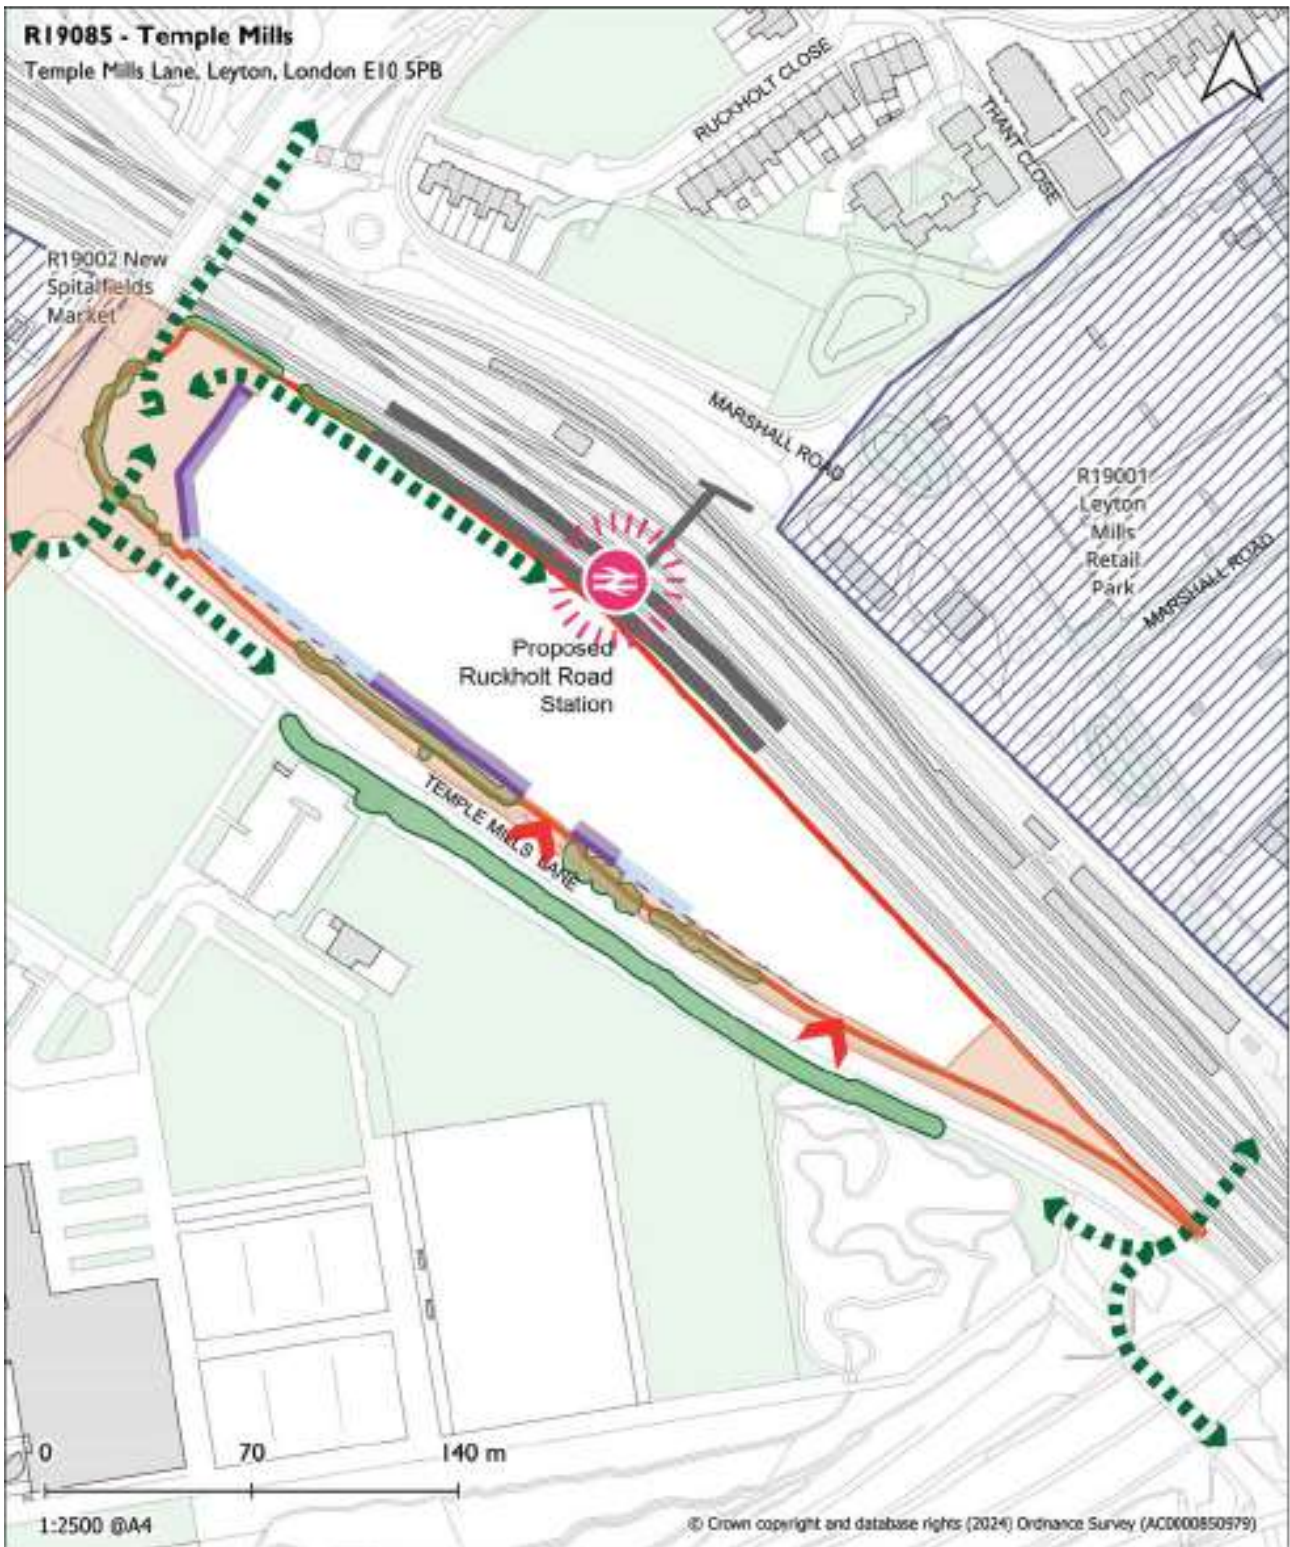 R19085 - Temple Mills
Temple Mills Lane, Leyton, London E10 5PB
RUCKHOLT CLOSE
THANT CLOSE
R19002 New
Spitalfields
Market
MARSHALL ROAD
R19001
Leyton
Mills
Retail
Park
MARSHALL ROAD
Proposed
Ruckholt Road
Station
TEMPLE MILLS LANE
0 70 140 m
1:2500 @A4
© Crown copyright and database rights (2024) Ordnance Survey (AC0000850979)